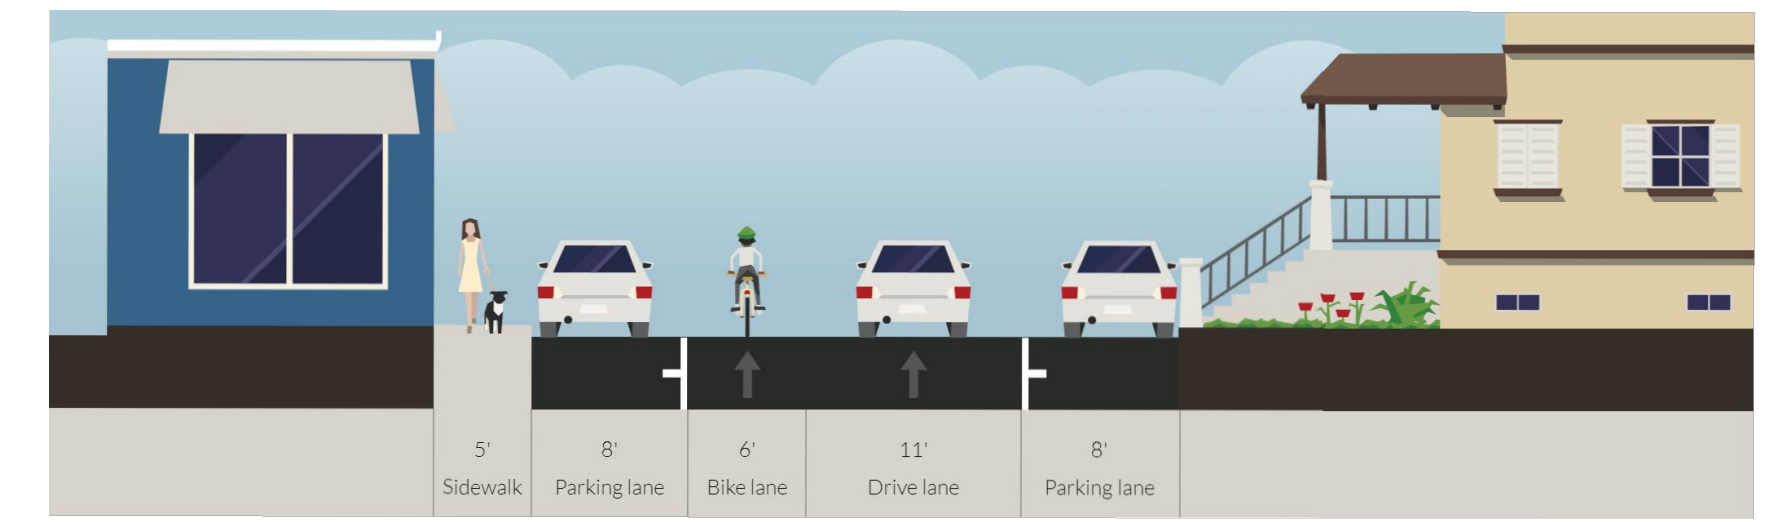 5'
Sidewalk
8'
Parking lane
6'
Bike lane
11'
Drive lane
8'
Parking lane